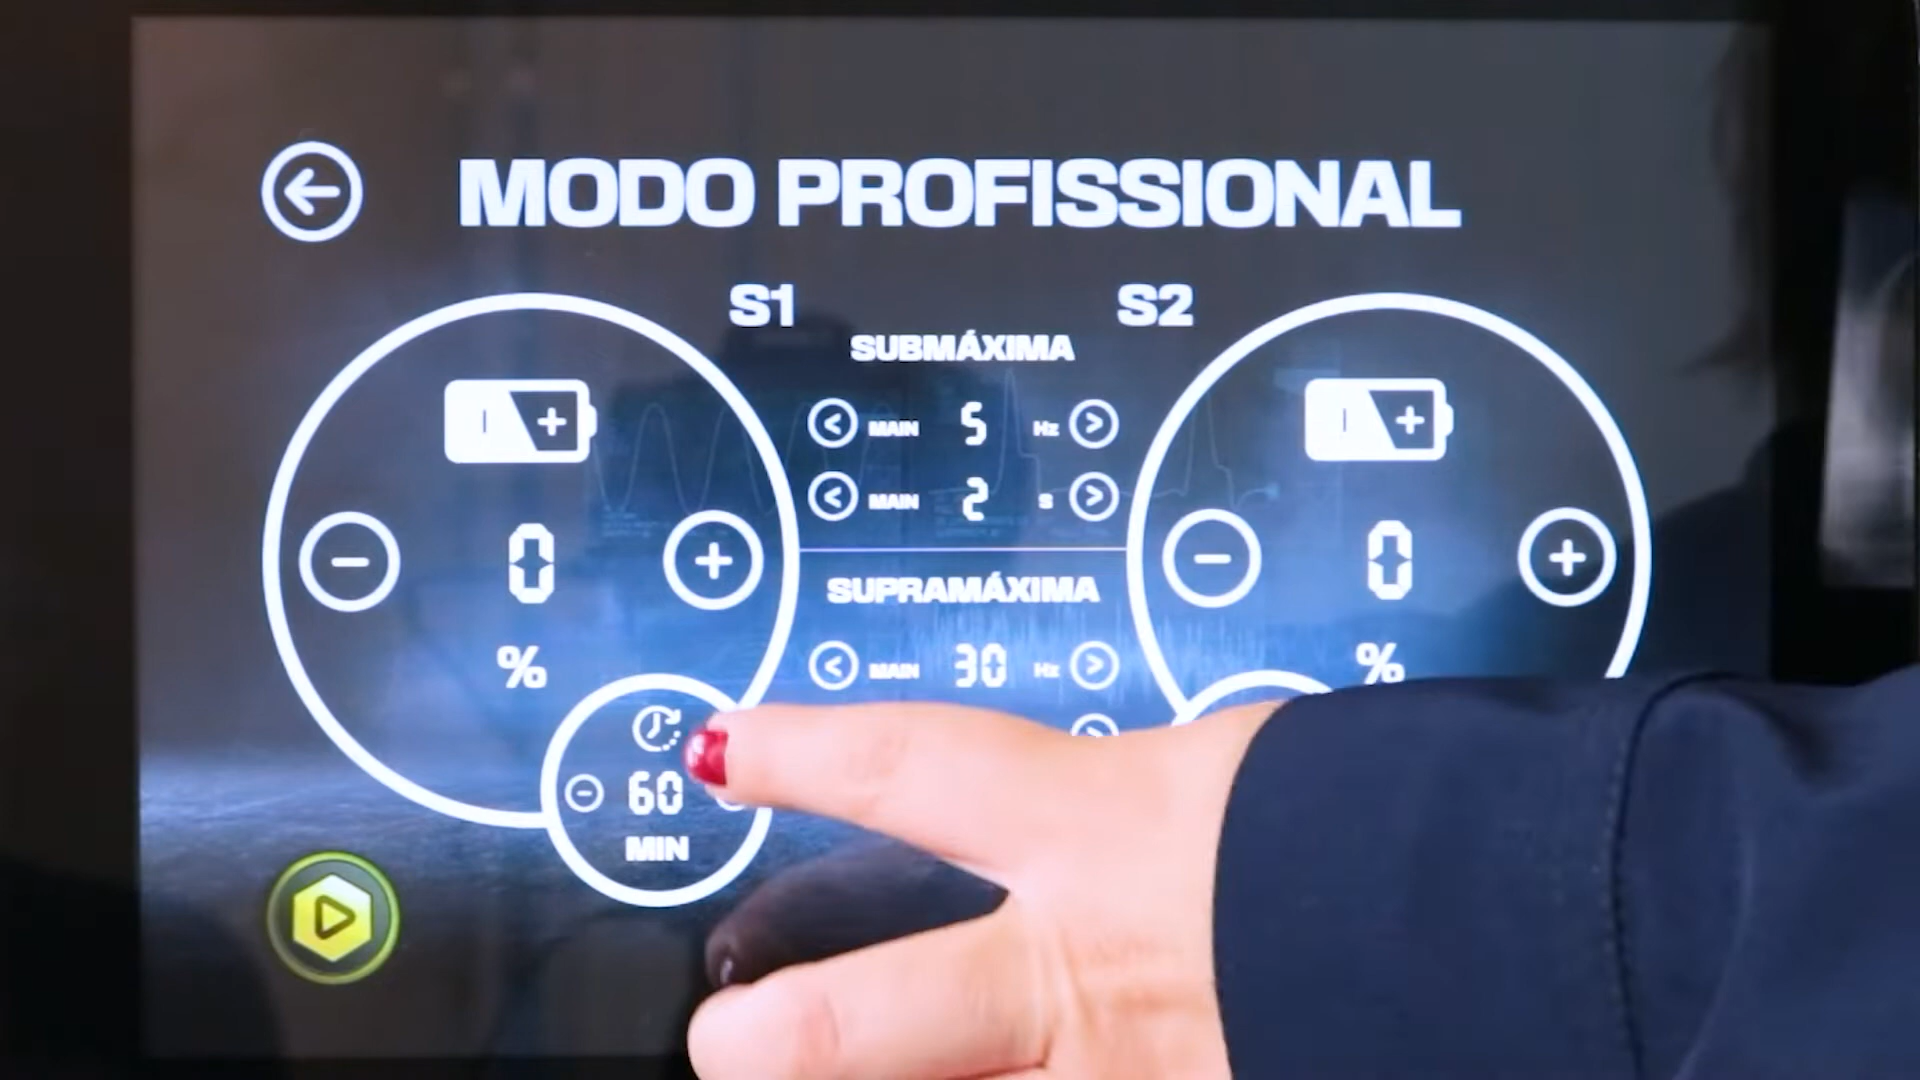 MODO PROFISSIONAL
S1
S2
SUBMÁXIMA
MAIN 5 Hz
MAIN 2 s
0
%
0
%
SUPRAMÁXIMA
MAIN 30 Hz
60
MIN